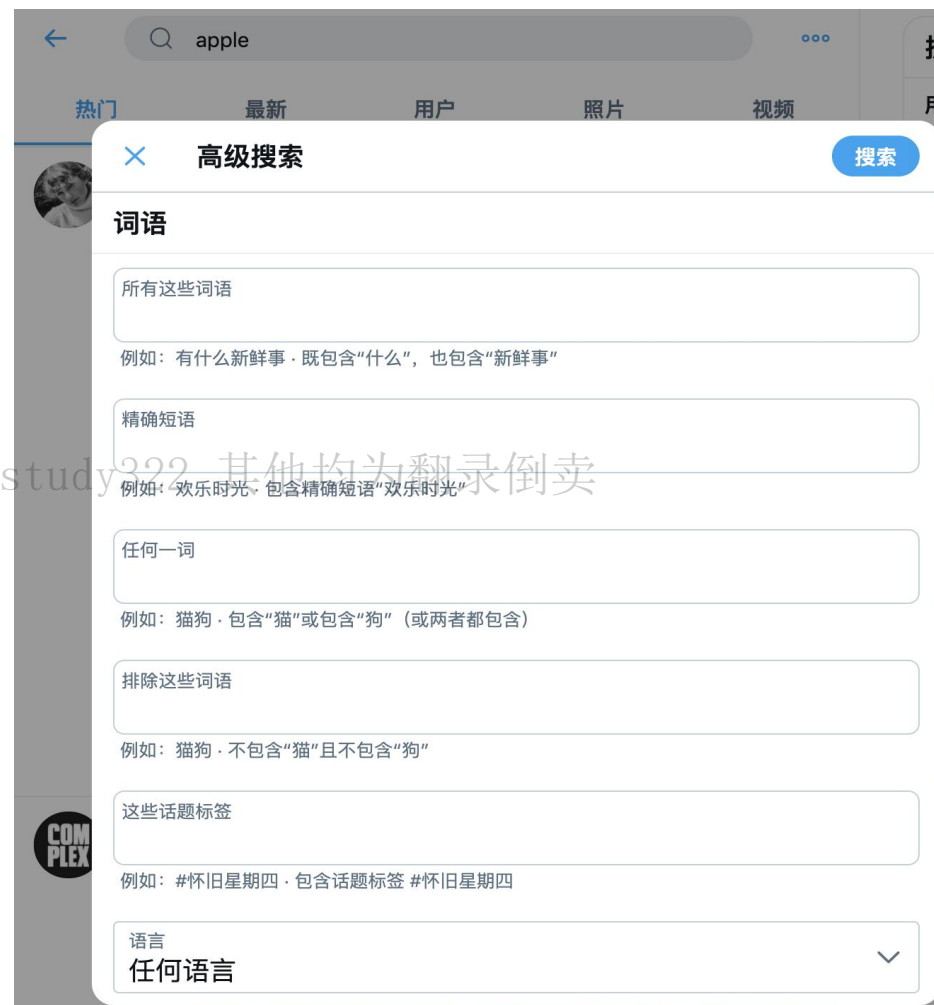 apple
热门 最新 用户 照片 视频
高级搜索 搜索
词语
所有这些词语
例如：有什么新鲜事 · 既包含“什么”，也包含“新鲜事”
精确短语
study322 其他均为翻录倒卖
例如：欢乐时光 · 包含精确短语“欢乐时光”
任何一词
例如：猫狗 · 包含“猫”或包含“狗”（或两者都包含）
排除这些词语
例如：猫狗 · 不包含“猫”且不包含“狗”
这些话题标签
COM
PLEX
例如：#怀旧星期四 · 包含话题标签 #怀旧星期四
语言
任何语言